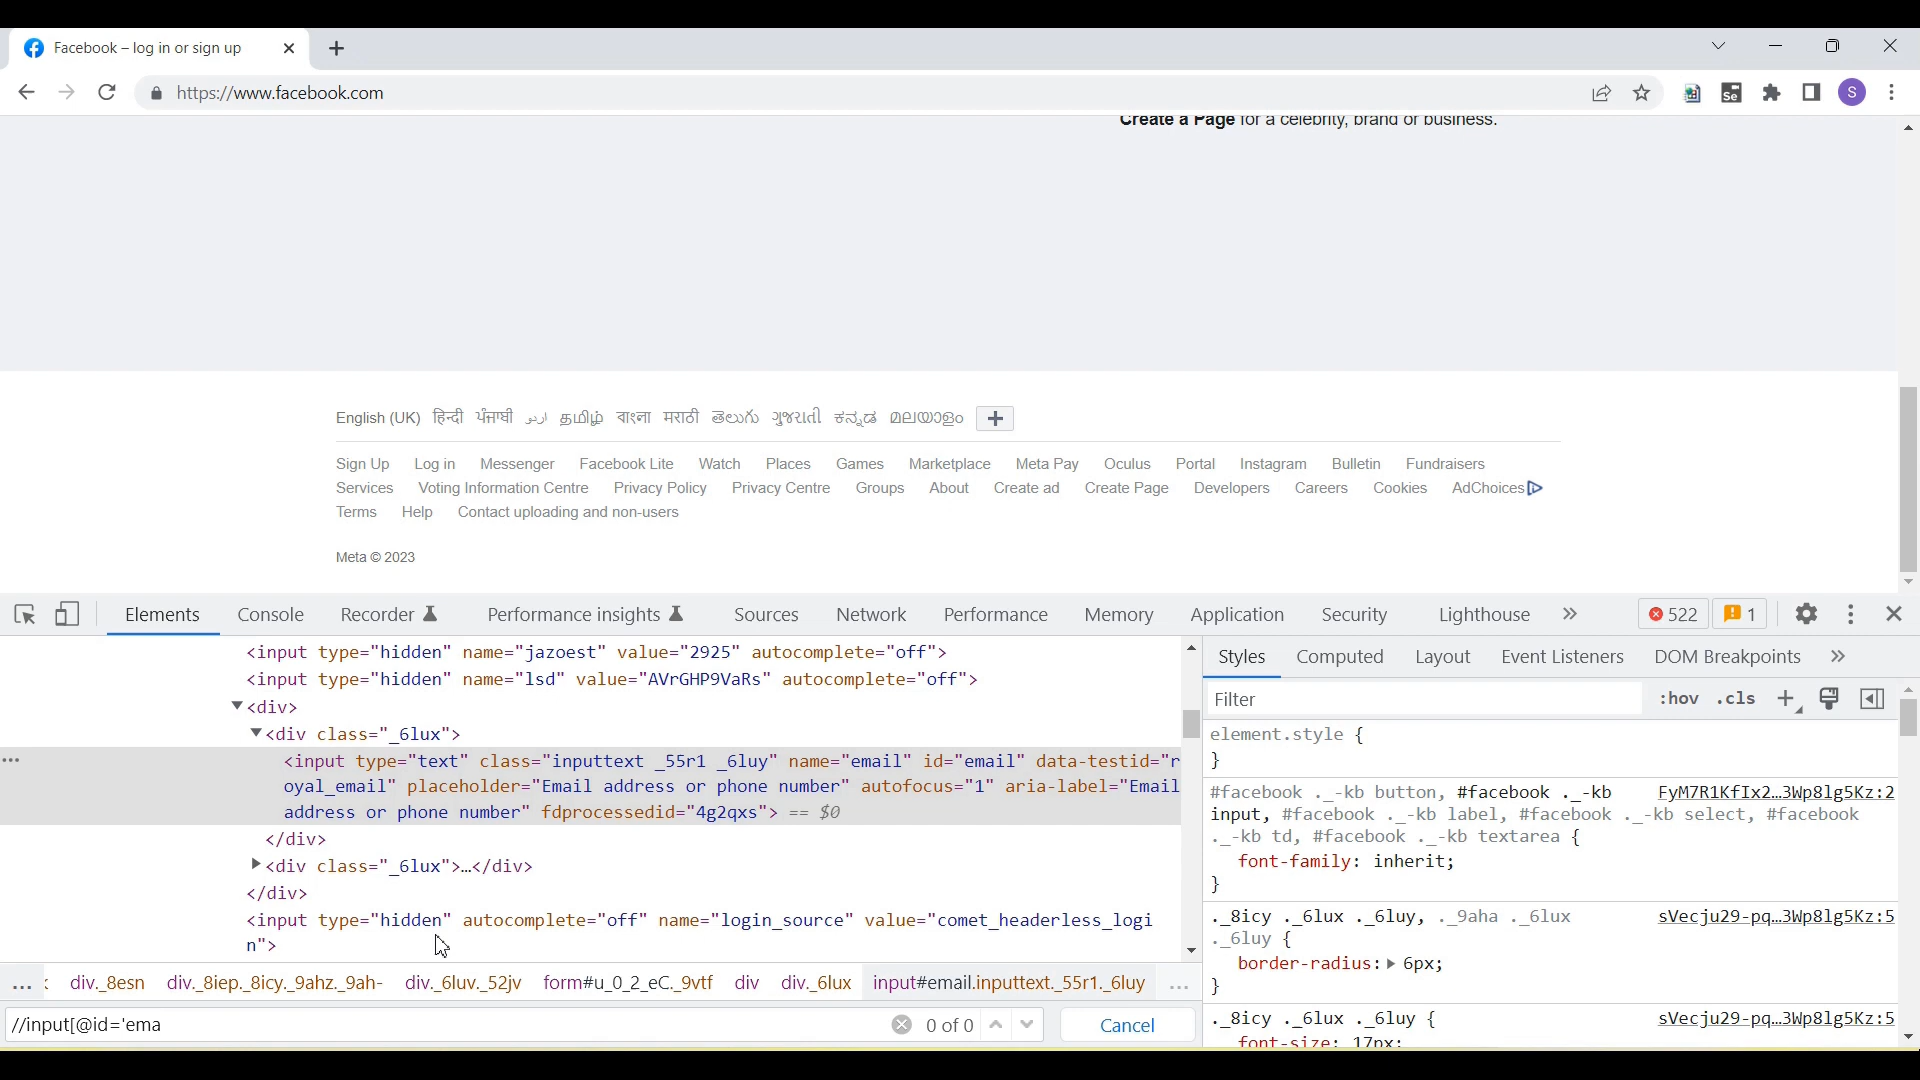 Facebook – log in or sign up
https://www.facebook.com
Se
S
Create a Page for a celebrity, brand or business.
English (UK) हिन्दी ਪੰਜਾਬੀ اردو தமிழ் বাংলা मराठी తెలుగు ગુજરાતી ಕನ್ನಡ മലയാളം
Sign Up Log in Messenger Facebook Lite Watch Places Games Marketplace Meta Pay Oculus Portal Instagram Bulletin Fundraisers
Services Voting Information Centre Privacy Policy Privacy Centre Groups About Create ad Create Page Developers Careers Cookies AdChoices
Terms Help Contact uploading and non-users
Meta © 2023
Elements Console Recorder Performance insights Sources Network Performance Memory Application Security Lighthouse » 522 1
<input type="hidden" name="jazoest" value="2925" autocomplete="off">
<input type="hidden" name="lsd" value="AVrGHP9VaRs" autocomplete="off">
<div>
<div class="_6lux">
<input type="text" class="inputtext _55r1 _6luy" name="email" id="email" data-testid="r
oyal_email" placeholder="Email address or phone number" autofocus="1" aria-label="Email
address or phone number" fdprocessedid="4g2qxs"> == $0
</div>
<div class="_6lux">…</div>
</div>
<input type="hidden" autocomplete="off" name="login_source" value="comet_headerless_logi
n">
... div._8esn div._8iep._8icy._9ahz._9ah- div._6luv._52jv form#u_0_2_eC._9vtf div div._6lux input#email.inputtext._55r1._6luy ...
//input[@id='ema 0 of 0 Cancel
Styles Computed Layout Event Listeners DOM Breakpoints »
Filter :hov .cls
element.style {
}
#facebook ._-kb button, #facebook ._-kb FyM7R1KfIx2…3Wp8lg5Kz:2
input, #facebook ._-kb label, #facebook ._-kb select, #facebook
._-kb td, #facebook ._-kb textarea {
font-family: inherit;
}
._8icy ._6lux ._6luy, ._9aha ._6lux sVecju29-pq…3Wp8lg5Kz:5
._6luy {
border-radius: 6px;
}
._8icy ._6lux ._6luy { sVecju29-pq…3Wp8lg5Kz:5
font-size: 17px;